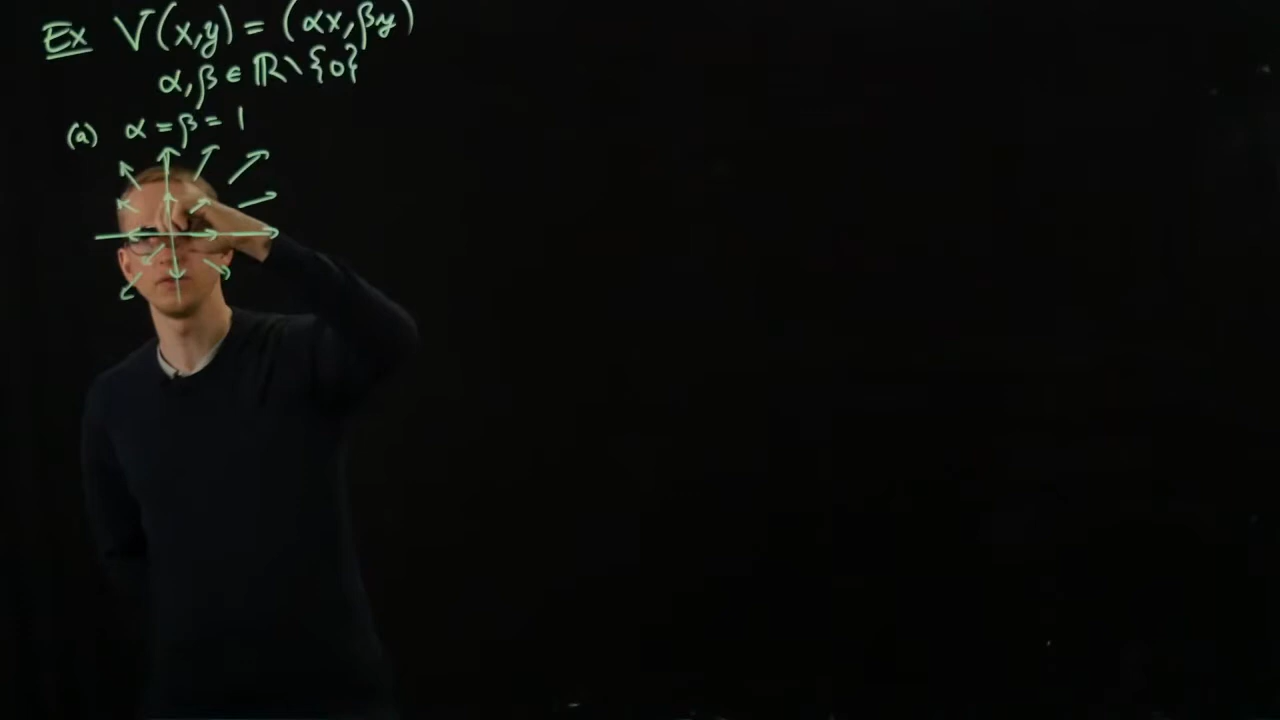 Ex V(x,y) = (αx, βy)
α, β ∈ ℝ \ {0}
(a) α = β = 1